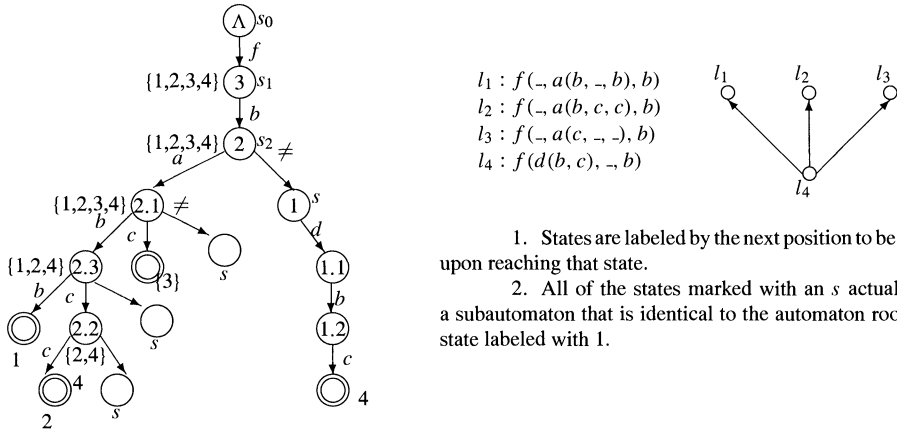 Λ s0
f
{1,2,3,4} 3 s1
b
{1,2,3,4} 2 s2
a ≠
{1,2,3,4} 2.1 ≠ 1 s
b c d
{1,2,4} 2.3 {3} s 1.1
b c b
1 2.2 s 1.2
c {2,4} c
4 s 4
2
l1 : f(_, a(b, _, b), b)
l2 : f(_, a(b, c, c), b)
l3 : f(_, a(c, _, _), b)
l4 : f(d(b, c), _, b)
l1 l2 l3
l4
1. States are labeled by the next position to be
upon reaching that state.
2. All of the states marked with an s actual
a subautomaton that is identical to the automaton roo
state labeled with 1.